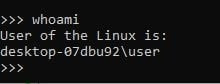 >>> whoami
User of the Linux is:
desktop-07dbu92\user
>>>